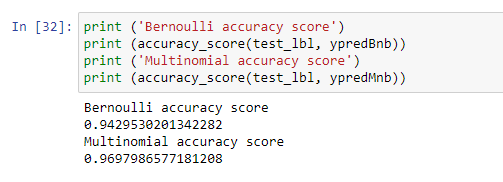 In [32]: print ('Bernoulli accuracy score')
print (accuracy_score(test_lbl, ypredBnb))
print ('Multinomial accuracy score')
print (accuracy_score(test_lbl, ypredMnb))
Bernoulli accuracy score
0.9429530201342282
Multinomial accuracy score
0.9697986577181208